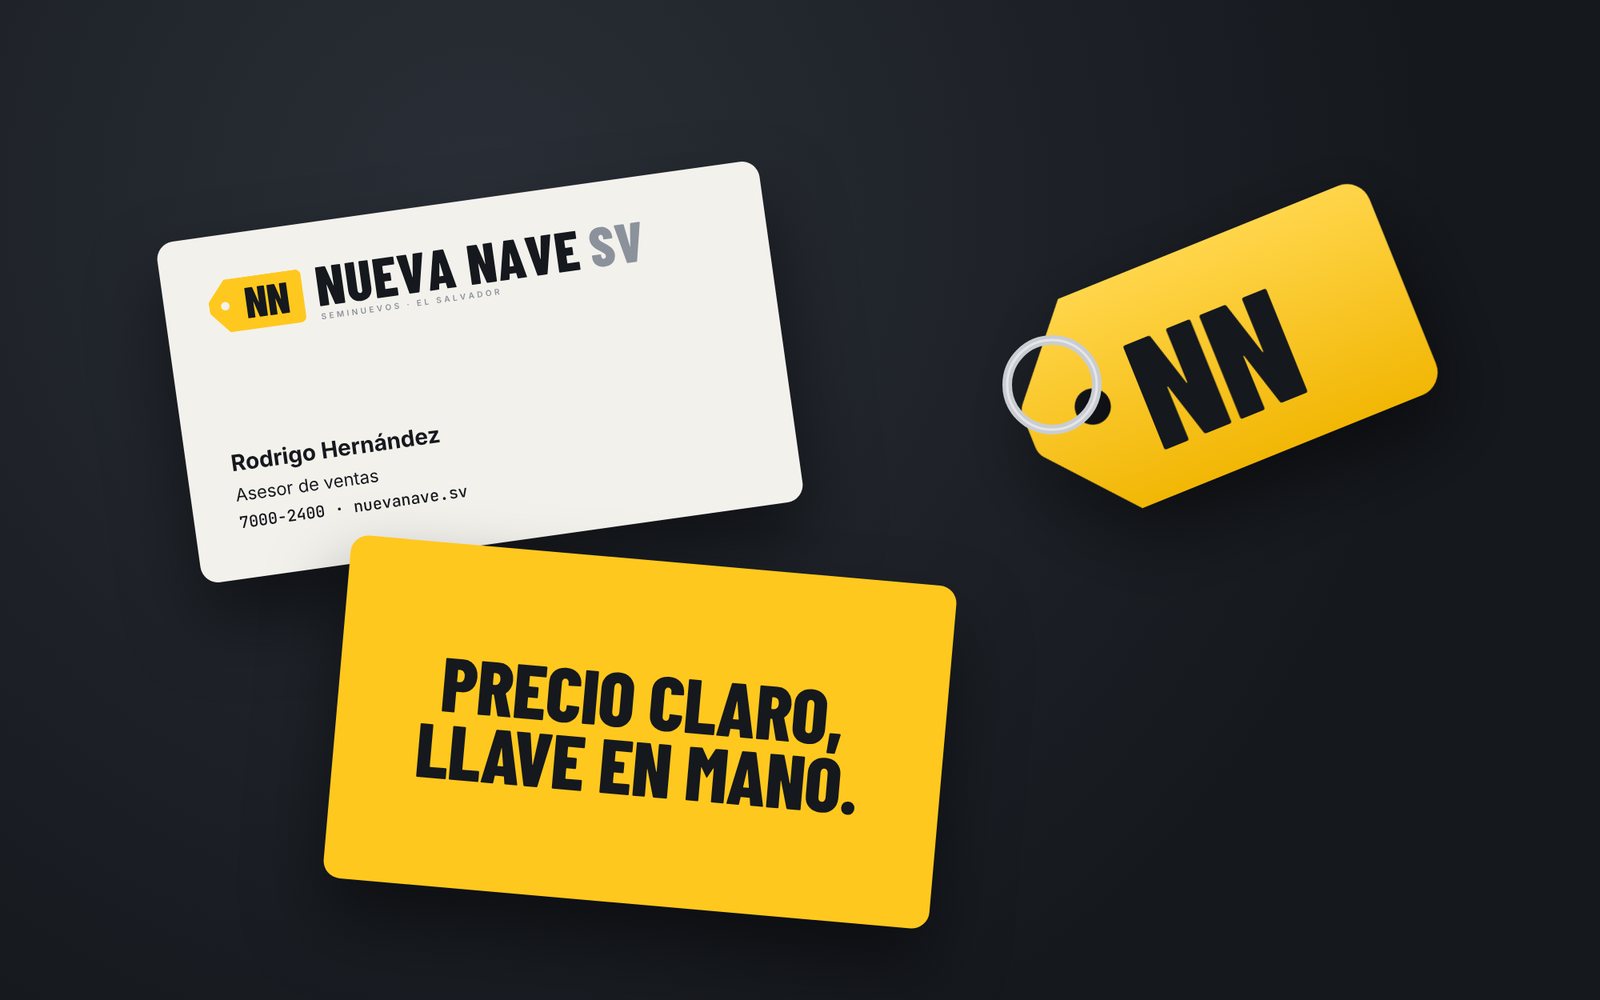 NN NUEVA NAVE SV
SEMINUEVOS · EL SALVADOR
Rodrigo Hernández
Asesor de ventas
7000-2400 · nuevanave.sv
NN
PRECIO CLARO,
LLAVE EN MANO.